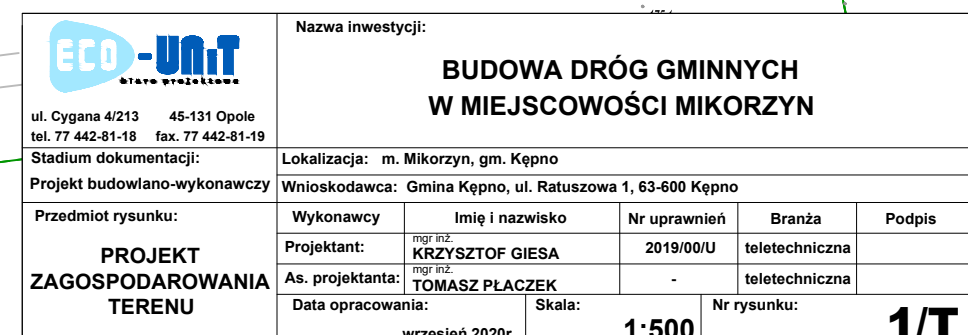 ECO-UNiT
biuro projektowe
ul. Cygana 4/213 45-131 Opole
tel. 77 442-81-18 fax. 77 442-81-19
Nazwa inwestycji:
BUDOWA DRÓG GMINNYCH
W MIEJSCOWOŚCI MIKORZYN
Stadium dokumentacji:
Projekt budowlano-wykonawczy
Lokalizacja: m. Mikorzyn, gm. Kępno
Wnioskodawca: Gmina Kępno, ul. Ratuszowa 1, 63-600 Kępno
Przedmiot rysunku:
PROJEKT
ZAGOSPODAROWANIA
TERENU
Wykonawcy Imię i nazwisko Nr uprawnień Branża Podpis
Projektant: mgr inż. KRZYSZTOF GIESA 2019/00/U teletechniczna
As. projektanta: mgr inż. TOMASZ PŁACZEK - teletechniczna
Data opracowania: Skala: Nr rysunku:
wrzesień 2020r 1:500 1/T